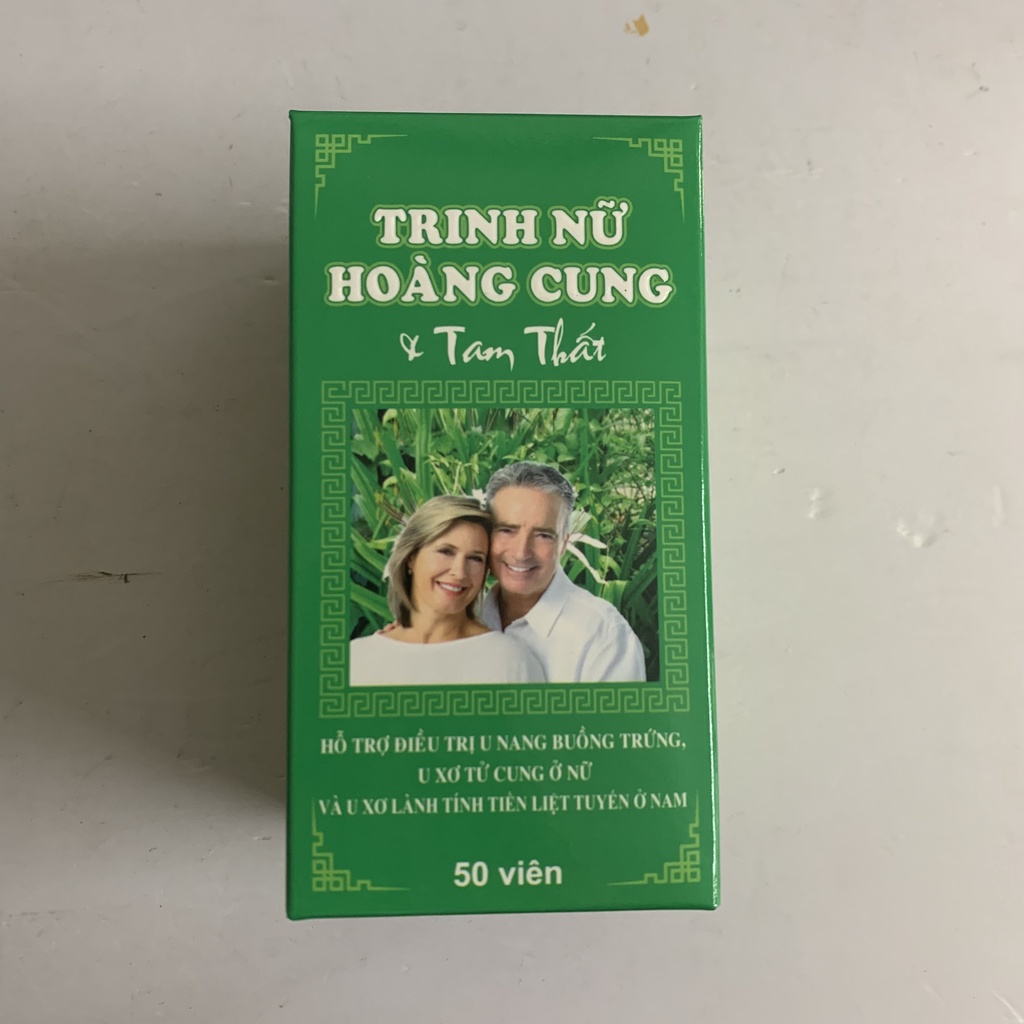 TRINH NỮ
HOÀNG CUNG
& Tam Thất
HỖ TRỢ ĐIỀU TRỊ U NANG BUỒNG TRỨNG,
U XƠ TỬ CUNG Ở NỮ
VÀ U XƠ LÀNH TÍNH TIỀN LIỆT TUYẾN Ở NAM
50 viên